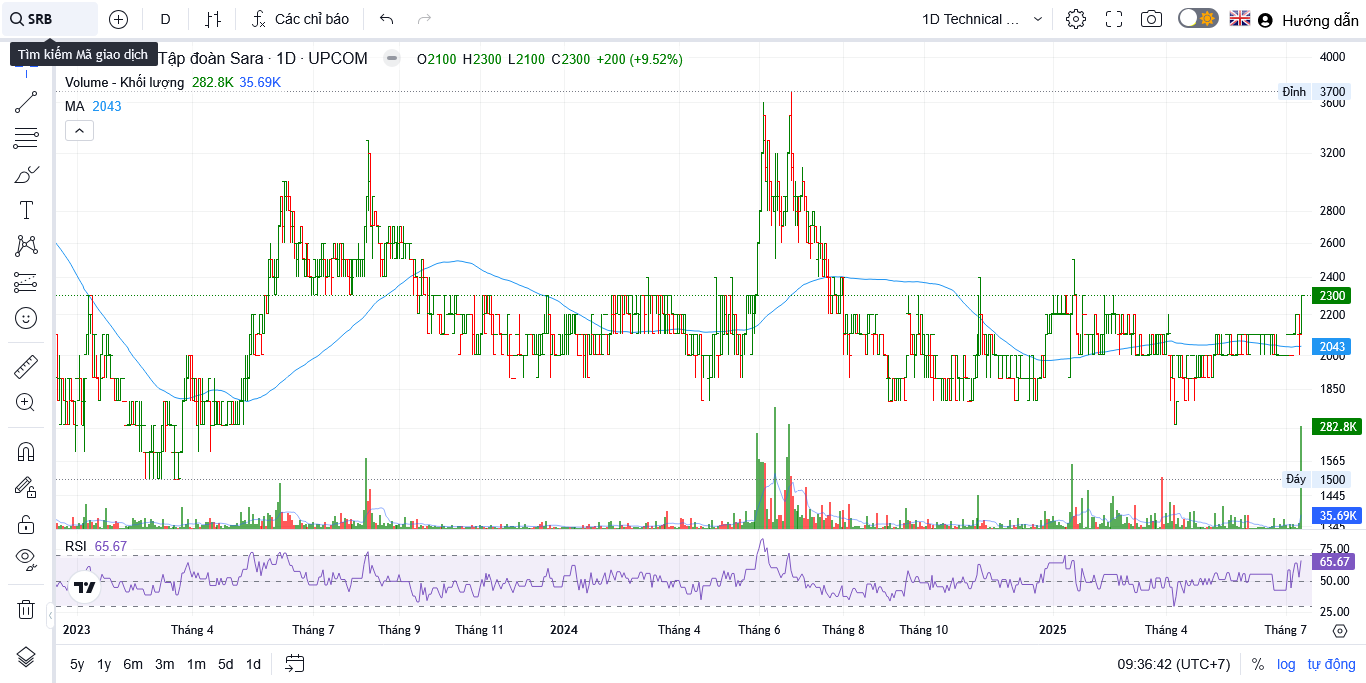 SRB D Các chỉ báo 1D Technical ... Hướng dẫn
Tìm kiếm Mã giao dịch
Tập đoàn Sara · 1D · UPCOM O2100 H2300 L2100 C2300 +200 (+9.52%)
Volume - Khối lượng 282.8K 35.69K
MA 2043
4000
Đỉnh 3700
3600
3200
2800
2600
2400
2300
2200
2043
2000
1850
282.8K
1565
Đáy 1500
1445
35.69K
1345
RSI 65.67
75.00
65.67
50.00
25.00
2023 Tháng 4 Tháng 7 Tháng 9 Tháng 11 2024 Tháng 4 Tháng 6 Tháng 8 Tháng 10 2025 Tháng 4 Tháng 7
5y 1y 6m 3m 1m 5d 1d 09:36:42 (UTC+7) % log tự động